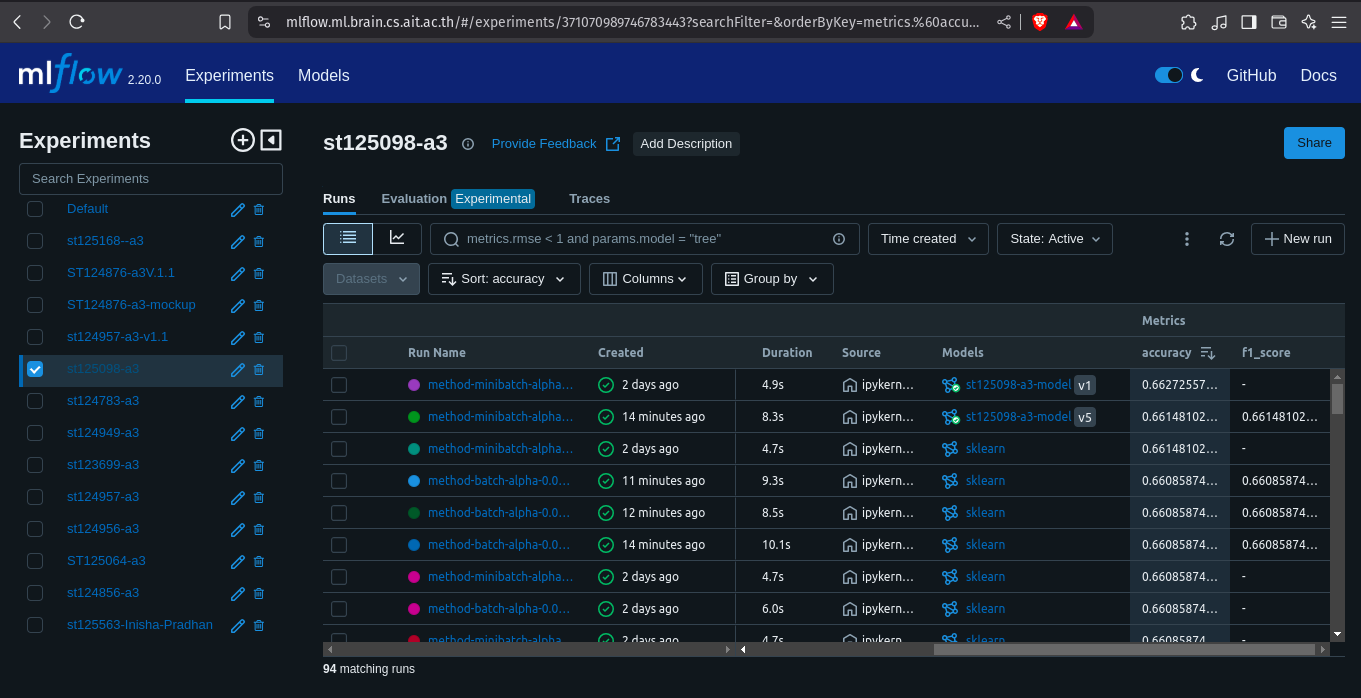 mlflow.ml.brain.cs.ait.ac.th/#/experiments/371070989746783443?searchFilter=&orderByKey=metrics.%60accu...
mlflow 2.20.0 Experiments Models GitHub Docs
Experiments
Search Experiments
Default
st125168--a3
ST124876-a3V.1.1
ST124876-a3-mockup
st124957-a3-v1.1
st125098-a3
st124783-a3
st124949-a3
st123699-a3
st124957-a3
st124956-a3
ST125064-a3
st124856-a3
st125563-Inisha-Pradhan
st125098-a3 Provide Feedback Add Description Share
Runs Evaluation Experimental Traces
metrics.rmse < 1 and params.model = "tree" Time created State: Active New run
Datasets Sort: accuracy Columns Group by
Metrics
Run Name Created Duration Source Models accuracy f1_score
method-minibatch-alpha... 2 days ago 4.9s ipykern... st125098-a3-model v1 0.66272557... -
method-minibatch-alpha... 14 minutes ago 8.3s ipykern... st125098-a3-model v5 0.66148102... 0.66148102...
method-minibatch-alpha... 2 days ago 4.7s ipykern... sklearn 0.66148102... -
method-batch-alpha-0.0... 11 minutes ago 9.3s ipykern... sklearn 0.66085874... 0.66085874...
method-batch-alpha-0.0... 12 minutes ago 8.5s ipykern... sklearn 0.66085874... 0.66085874...
method-batch-alpha-0.0... 14 minutes ago 10.1s ipykern... sklearn 0.66085874... 0.66085874...
method-minibatch-alpha... 2 days ago 4.7s ipykern... sklearn 0.66085874... -
method-batch-alpha-0.0... 2 days ago 6.0s ipykern... sklearn 0.66085874... -
method-minibatch-alpha... 2 days ago 4.7s ipykern... sklearn 0.66085874... -
94 matching runs